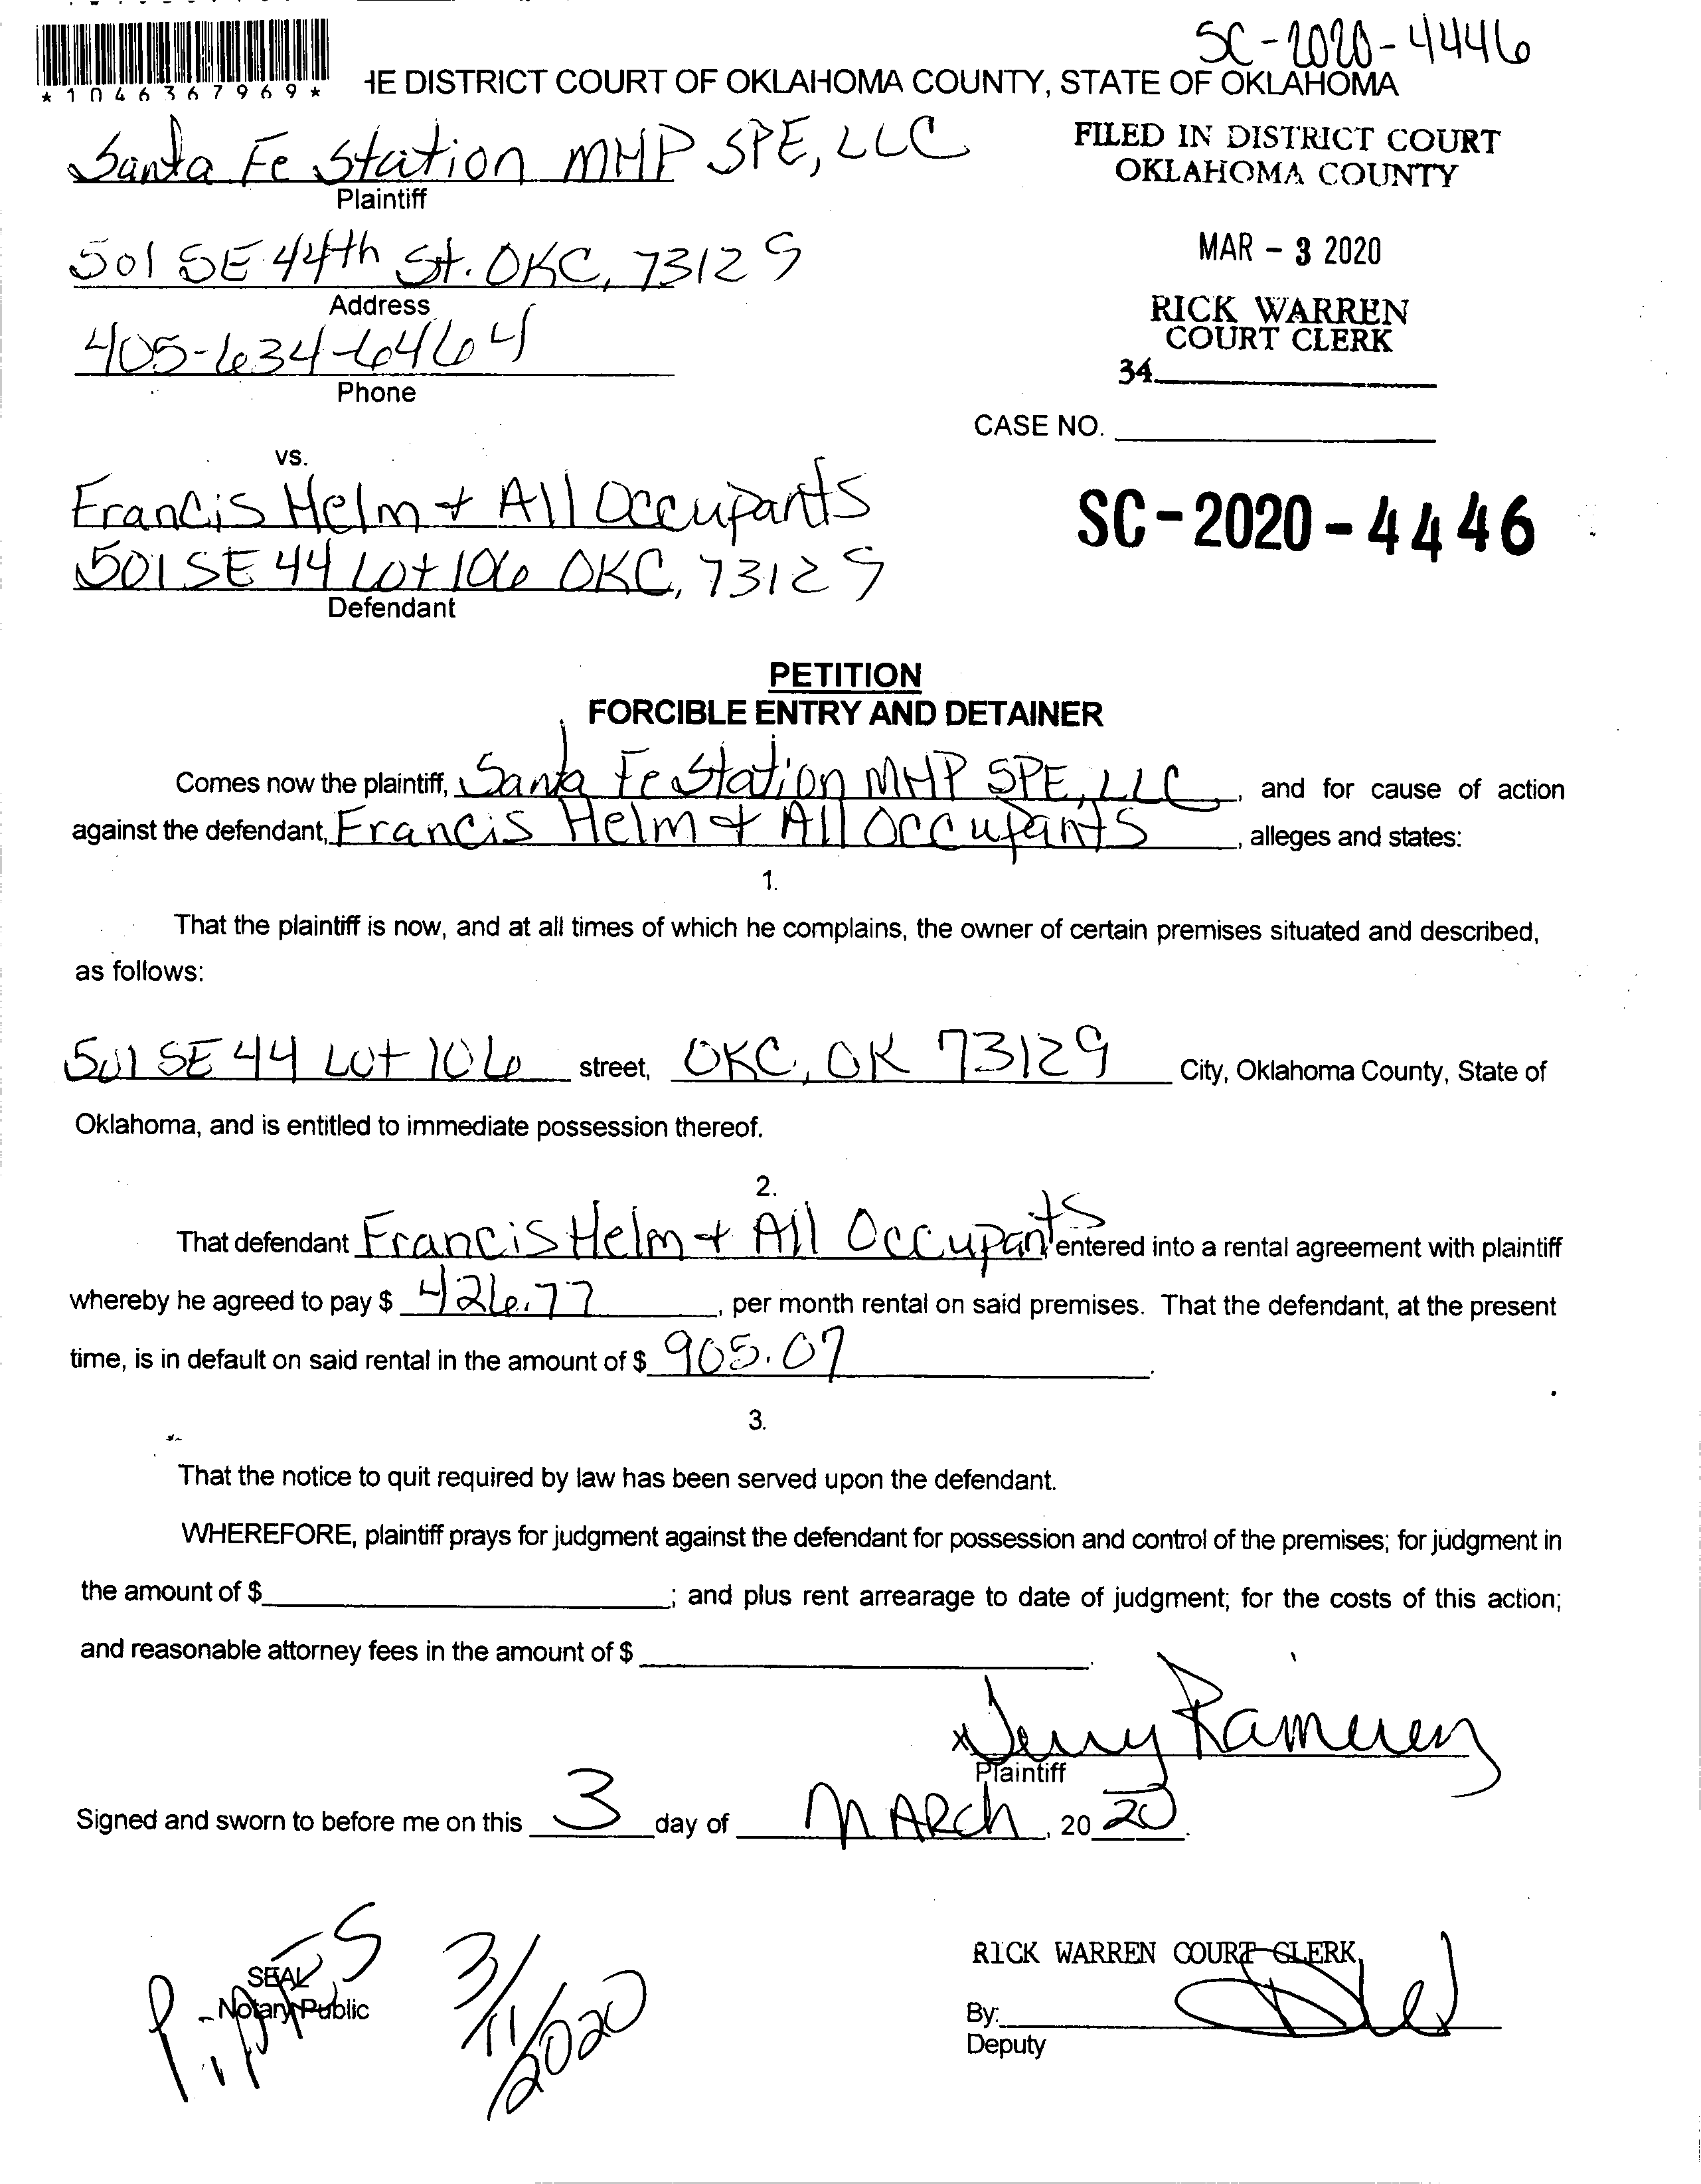 SC-2020-4446
*1046367969*
HE DISTRICT COURT OF OKLAHOMA COUNTY, STATE OF OKLAHOMA
Santa Fe Station MHP SPE, LLC
Plaintiff
FILED IN DISTRICT COURT
OKLAHOMA COUNTY
501 SE 44th St. OKC, 73129
Address
MAR - 3 2020
405-634-6464
Phone
RICK WARREN
COURT CLERK
34
CASE NO.
vs.
Francis Helm + All Occupants
501 SE 44 Lot 106 OKC, 73129
Defendant
SC-2020-4446
PETITION
FORCIBLE ENTRY AND DETAINER
Comes now the plaintiff, Santa Fe Station MHP SPE, LLC, and for cause of action
against the defendant, Francis Helm + All Occupants, alleges and states:
1.
That the plaintiff is now, and at all times of which he complains, the owner of certain premises situated and described,
as follows:
501 SE 44 Lot 106 street, OKC, OK 73129 City, Oklahoma County, State of
Oklahoma, and is entitled to immediate possession thereof.
2.
That defendant Francis Helm + All Occupants entered into a rental agreement with plaintiff
whereby he agreed to pay $ 426.77, per month rental on said premises. That the defendant, at the present
time, is in default on said rental in the amount of $ 905.07.
3.
That the notice to quit required by law has been served upon the defendant.
WHEREFORE, plaintiff prays for judgment against the defendant for possession and control of the premises; for judgment in
the amount of $; and plus rent arrearage to date of judgment; for the costs of this action;
and reasonable attorney fees in the amount of $.
x Jerry Ramirez
Plaintiff
Signed and sworn to before me on this 3 day of MARCh, 20 20.
SEAL
Notary Public
3/11/2020
RICK WARREN COURT CLERK
By:
Deputy